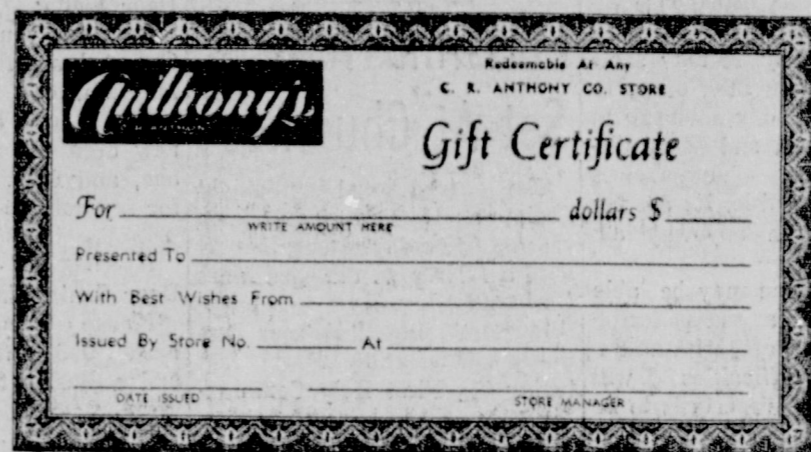 Anthony's
Redeemable At Any
C. R. ANTHONY CO. STORE
Gift Certificate
For dollars $
WRITE AMOUNT HERE
Presented To
With Best Wishes From
Issued By Store No. At
DATE ISSUED STORE MANAGER